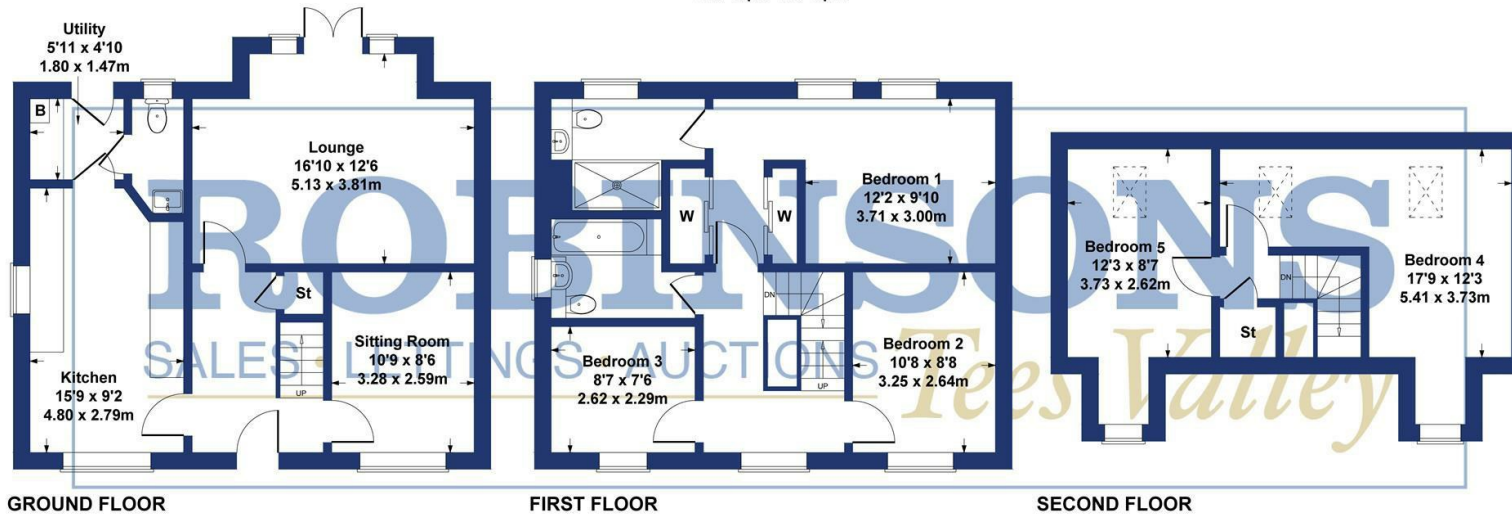 Utility
5'11 x 4'10
1.80 x 1.47m
B
Lounge
16'10 x 12'6
5.13 x 3.81m
St
Sitting Room
10'9 x 8'6
3.28 x 2.59m
UP
Kitchen
15'9 x 9'2
4.80 x 2.79m
GROUND FLOOR
W
W
Bedroom 1
12'2 x 9'10
3.71 x 3.00m
DN
UP
Bedroom 3
8'7 x 7'6
2.62 x 2.29m
Bedroom 2
10'8 x 8'8
3.25 x 2.64m
FIRST FLOOR
Bedroom 5
12'3 x 8'7
3.73 x 2.62m
DN
St
Bedroom 4
17'9 x 12'3
5.41 x 3.73m
SECOND FLOOR
ROBINSONS
SALES · LETTINGS · AUCTIONS
Tees Valley